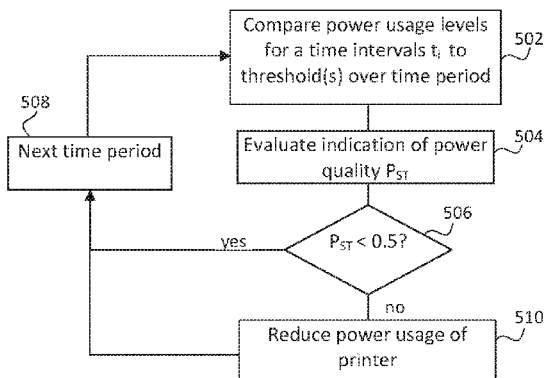 Compare power usage levels
for a time intervals tᵢ to
threshold(s) over time period
502
508
Next time period
Evaluate indication of power
quality P_ST
504
506
P_ST < 0.5?
yes
no
510
Reduce power usage of
printer